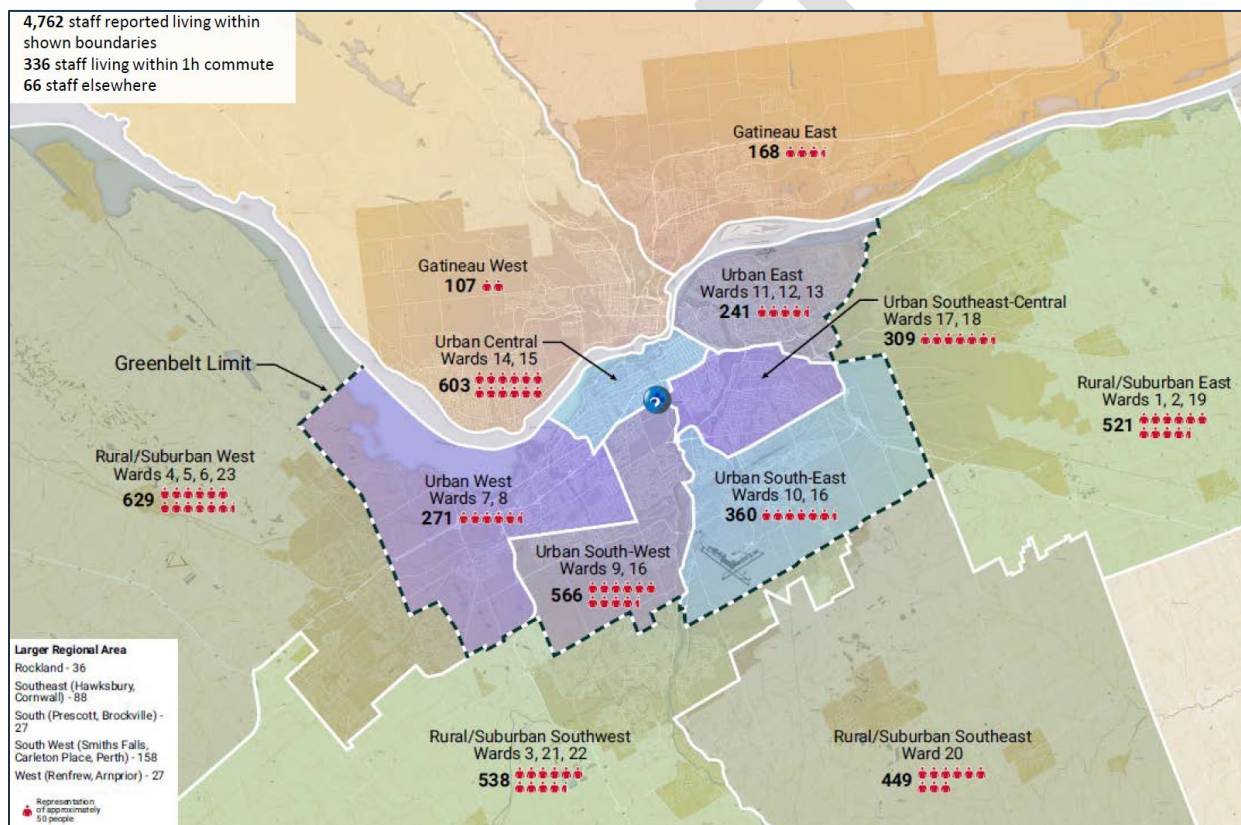 4,762 staff reported living within
shown boundaries
336 staff living within 1h commute
66 staff elsewhere
Gatineau East
168
Gatineau West
107
Urban East
Wards 11, 12, 13
241
Urban Southeast-Central
Wards 17, 18
309
Urban Central
Wards 14, 15
603
Greenbelt Limit
Rural/Suburban East
Wards 1, 2, 19
521
Rural/Suburban West
Wards 4, 5, 6, 23
629
Urban West
Wards 7, 8
271
Urban South-East
Wards 10, 16
360
Urban South-West
Wards 9, 16
566
Rural/Suburban Southwest
Wards 3, 21, 22
538
Rural/Suburban Southeast
Ward 20
449
Larger Regional Area
Rockland - 36
Southeast (Hawksbury,
Cornwall) - 88
South (Prescott, Brockville) -
27
South West (Smiths Falls,
Carleton Place, Perth) - 158
West (Renfrew, Arnprior) - 27
Representation
of approximately
50 people